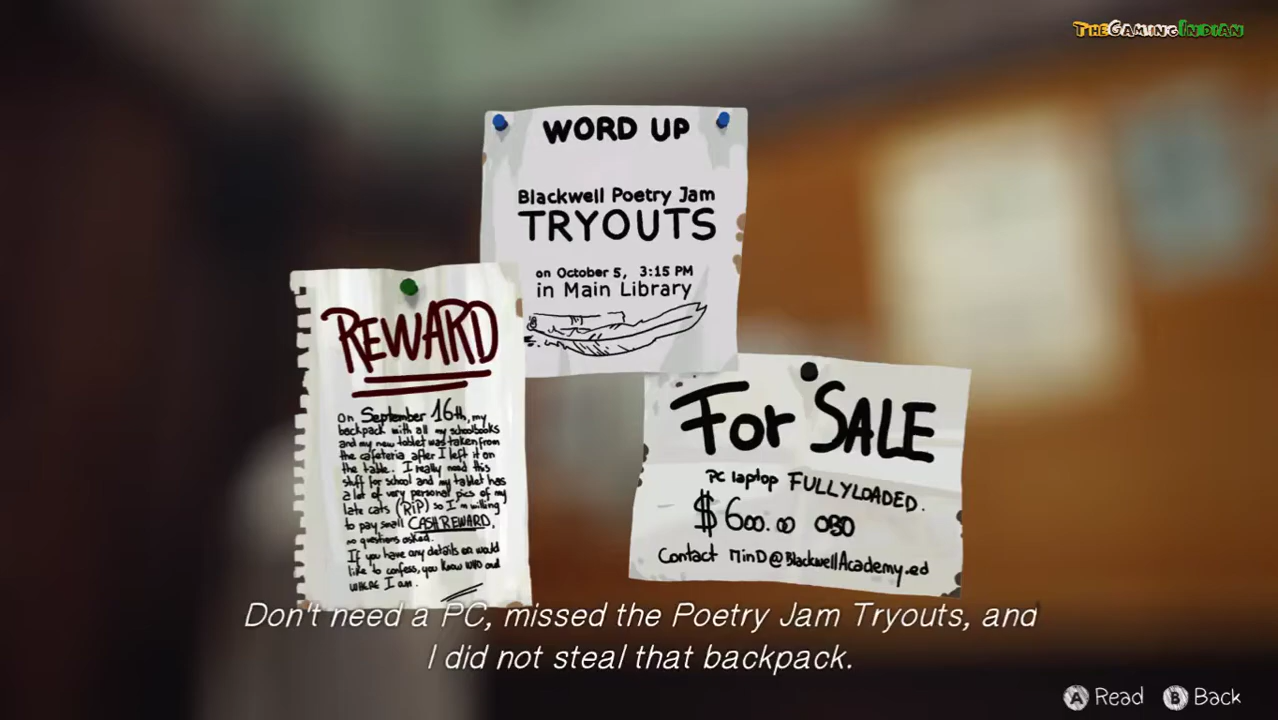 THEGAMINGINDIAN
WORD UP
Blackwell Poetry Jam
TRYOUTS
on October 5, 3:15 PM
in Main Library
REWARD
On September 16th, my
backpack with all my schoolbooks
and my new tablet was taken from
the cafeteria after I left it on
the table. I really need this
stuff for school and my tablet has
a lot of very personal pics of my
late cats (RIP) so I'm willing
to pay small CASH REWARD,
no questions asked.
If you have any details or would
like to confess, you know WHO and
WHERE I am.
For SALE
PC laptop FULLYLOADED.
$600.00 OBO
Contact MinD@BlackwellAcademy.ed
Don't need a PC, missed the Poetry Jam Tryouts, and
I did not steal that backpack.
A Read B Back